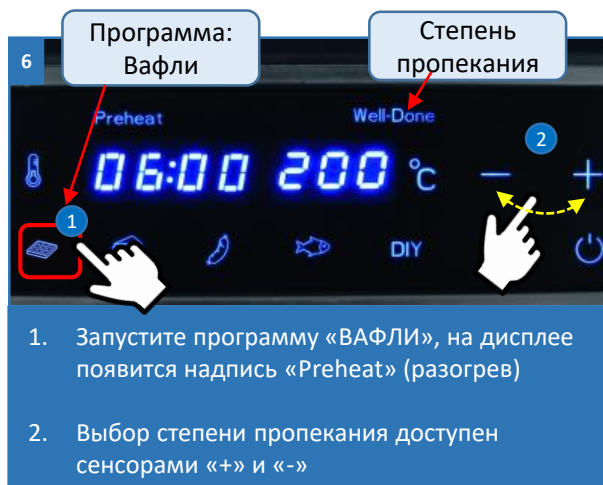 6
Программа:
Вафли
Степень
пропекания
Preheat
Well-Done
06:00 200 °C
2
− +
1
DIY
1. Запустите программу «ВАФЛИ», на дисплее
появится надпись «Preheat» (разогрев)
2. Выбор степени пропекания доступен
сенсорами «+» и «-»